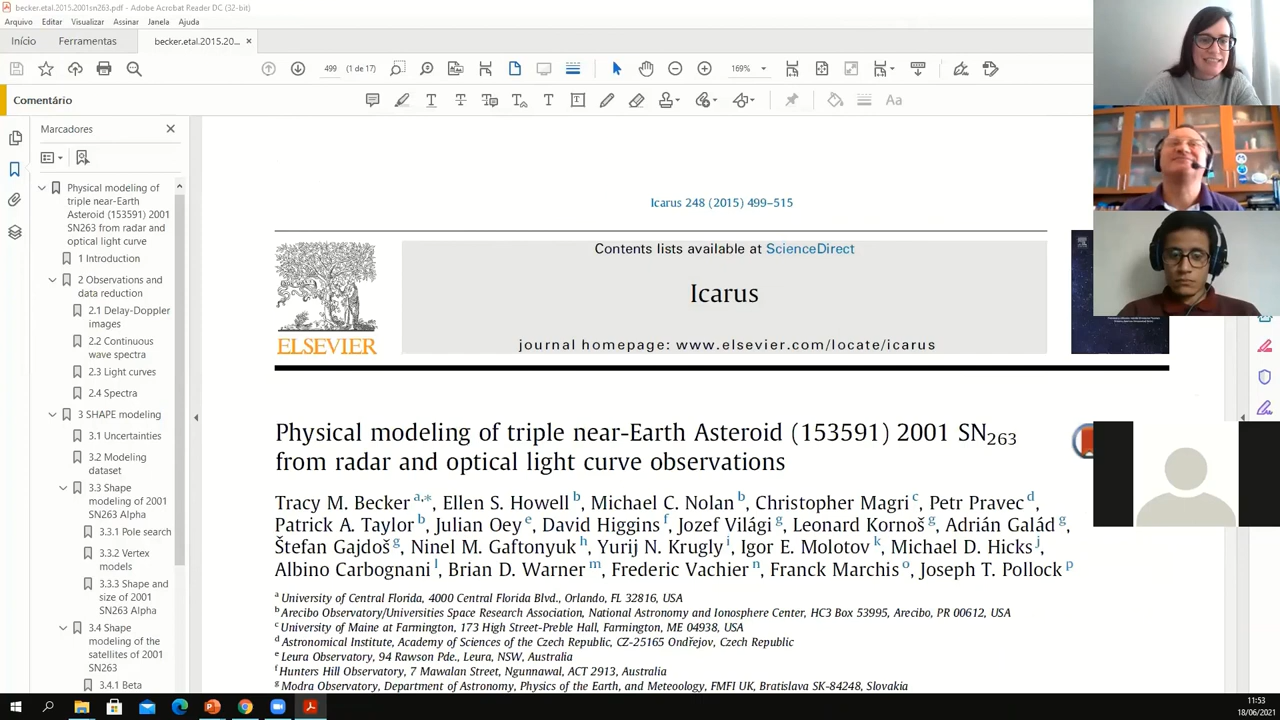 becker.etal.2015.2001sn263.pdf - Adobe Acrobat Reader DC (32-bit)
Arquivo Editar Visualizar Assinar Janela Ajuda
Início Ferramentas becker.etal.2015.20... ×
499 (1 de 17) 169%
Comentário
Aa
Marcadores
Physical modeling of
triple near-Earth
Asteroid (153591) 2001
SN263 from radar and
optical light curve
1 Introduction
2 Observations and
data reduction
2.1 Delay-Doppler
images
2.2 Continuous
wave spectra
2.3 Light curves
2.4 Spectra
3 SHAPE modeling
3.1 Uncertainties
3.2 Modeling
dataset
3.3 Shape
modeling of 2001
SN263 Alpha
3.3.1 Pole search
3.3.2 Vertex
models
3.3.3 Shape and
size of 2001
SN263 Alpha
3.4 Shape
modeling of the
satellites of 2001
SN263
3.4.1 Beta
Icarus 248 (2015) 499–515
Contents lists available at ScienceDirect
Icarus
ELSEVIER
journal homepage: www.elsevier.com/locate/icarus
Physical modeling of triple near-Earth Asteroid (153591) 2001 SN₂₆₃
from radar and optical light curve observations
Tracy M. Becker a,*, Ellen S. Howell b, Michael C. Nolan b, Christopher Magri c, Petr Pravec d,
Patrick A. Taylor b, Julian Oey e, David Higgins f, Jozef Világi g, Leonard Kornoš g, Adrián Galád g,
Štefan Gajdoš g, Ninel M. Gaftonyuk h, Yurij N. Krugly i, Igor E. Molotov k, Michael D. Hicks j,
Albino Carbognani l, Brian D. Warner m, Frederic Vachier n, Franck Marchis o, Joseph T. Pollock p
a University of Central Florida, 4000 Central Florida Blvd., Orlando, FL 32816, USA
b Arecibo Observatory/Universities Space Research Association, National Astronomy and Ionosphere Center, HC3 Box 53995, Arecibo, PR 00612, USA
c University of Maine at Farmington, 173 High Street-Preble Hall, Farmington, ME 04938, USA
d Astronomical Institute, Academy of Sciences of the Czech Republic, CZ-25165 Ondřejov, Czech Republic
e Leura Observatory, 94 Rawson Pde., Leura, NSW, Australia
f Hunters Hill Observatory, 7 Mawalan Street, Ngunnawal, ACT 2913, Australia
g Modra Observatory, Department of Astronomy, Physics of the Earth, and Meteoology, FMFI UK, Bratislava SK-84248, Slovakia
11:53
18/06/2021